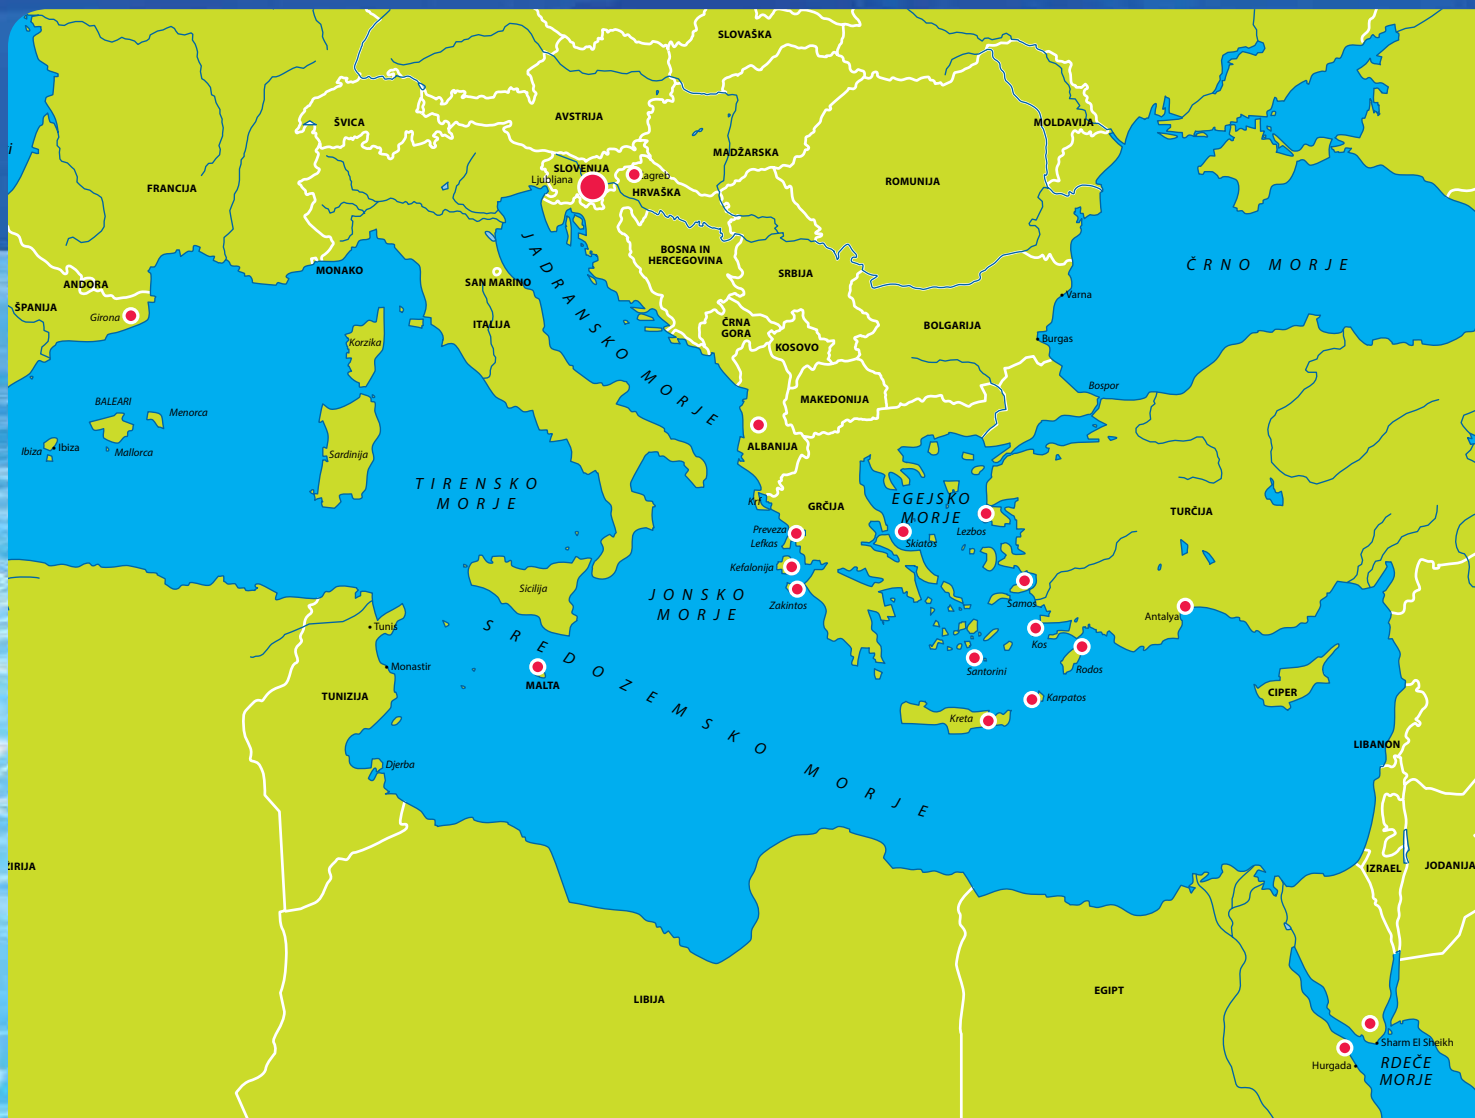 SLOVAŠKA
ŠVICA
AVSTRIJA
MOLDAVIJA
MADŽARSKA
SLOVENIJA
Ljubljana
Zagreb
HRVAŠKA
FRANCIJA
ROMUNIJA
BOSNA IN
HERCEGOVINA
SRBIJA
ČRNO MORJE
MONAKO
ANDORA
SAN MARINO
ŠPANIJA
Girona
ITALIJA
JADRANSKO MORJE
ČRNA
GORA
KOSOVO
BOLGARIJA
Varna
Burgas
Korzika
Bospor
MAKEDONIJA
BALEARI
Menorca
Ibiza
Ibiza
Mallorca
Sardinija
ALBANIJA
TIRENSKO
MORJE
Krf
GRČIJA
EGEJSKO
MORJE
TURČIJA
Preveza
Lefkas
Skiatos
Lezbos
Kefalonija
Sicilija
JONSKO
MORJE
Zakintos
Samos
Antalya
Tunis
SREDOZEMSKO MORJE
Kos
Monastir
Santorini
Rodos
MALTA
TUNIZIJA
Karpatos
CIPER
Kreta
LIBANON
Djerba
ŽIRIJA
IZRAEL
JODANIJA
LIBIJA
EGIPT
Sharm El Sheikh
Hurgada
RDEČE
MORJE